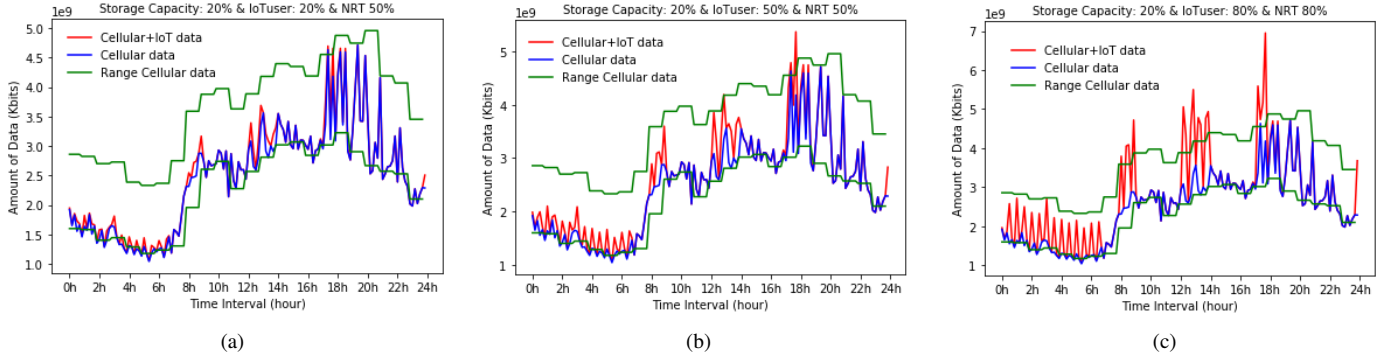 Storage Capacity: 20% & IoTuser: 20% & NRT 50%
1e9
Cellular+IoT data
Cellular data
Range Cellular data
5.0
4.5
4.0
3.5
3.0
2.5
2.0
1.5
1.0
Amount of Data (Kbits)
0h 2h 4h 6h 8h 10h 12h 14h 16h 18h 20h 22h 24h
Time Interval (hour)
(a)
Storage Capacity: 20% & IoTuser: 50% & NRT 50%
1e9
Cellular+IoT data
Cellular data
Range Cellular data
5
4
3
2
1
Amount of Data (Kbits)
0h 2h 4h 6h 8h 10h 12h 14h 16h 18h 20h 22h 24h
Time Interval (hour)
(b)
Storage Capacity: 20% & IoTuser: 80% & NRT 80%
1e9
Cellular+IoT data
Cellular data
Range Cellular data
7
6
5
4
3
2
1
Amount of Data (Kbits)
0h 2h 4h 6h 8h 10h 12h 14h 16h 18h 20h 22h 24h
Time Interval (hour)
(c)